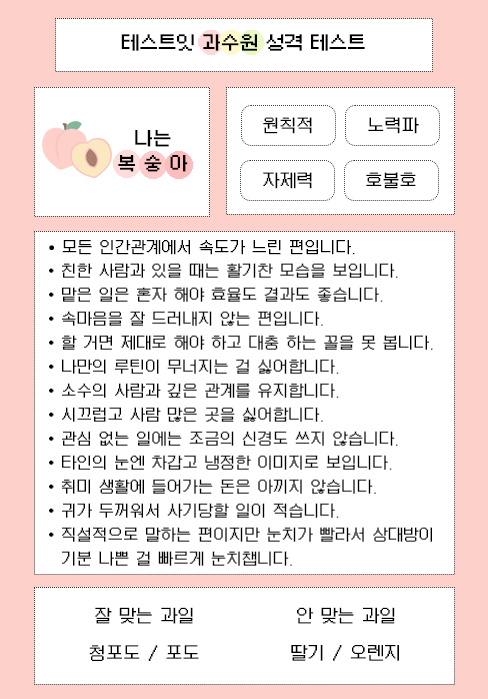 테스트잇 과수원 성격 테스트
나는
복숭아
원칙적
노력파
자제력
호불호
• 모든 인간관계에서 속도가 느린 편입니다.
• 친한 사람과 있을 때는 활기찬 모습을 보입니다.
• 맡은 일은 혼자 해야 효율도 결과도 좋습니다.
• 속마음을 잘 드러내지 않는 편입니다.
• 할 거면 제대로 해야 하고 대충 하는 꼴을 못 봅니다.
• 나만의 루틴이 무너지는 걸 싫어합니다.
• 소수의 사람과 깊은 관계를 유지합니다.
• 시끄럽고 사람 많은 곳을 싫어합니다.
• 관심 없는 일에는 조금의 신경도 쓰지 않습니다.
• 타인의 눈엔 차갑고 냉정한 이미지로 보입니다.
• 취미 생활에 들어가는 돈은 아끼지 않습니다.
• 귀가 두꺼워서 사기당할 일이 적습니다.
• 직설적으로 말하는 편이지만 눈치가 빨라서 상대방이
기분 나쁜 걸 빠르게 눈치챕니다.
잘 맞는 과일
안 맞는 과일
청포도 / 포도
딸기 / 오렌지